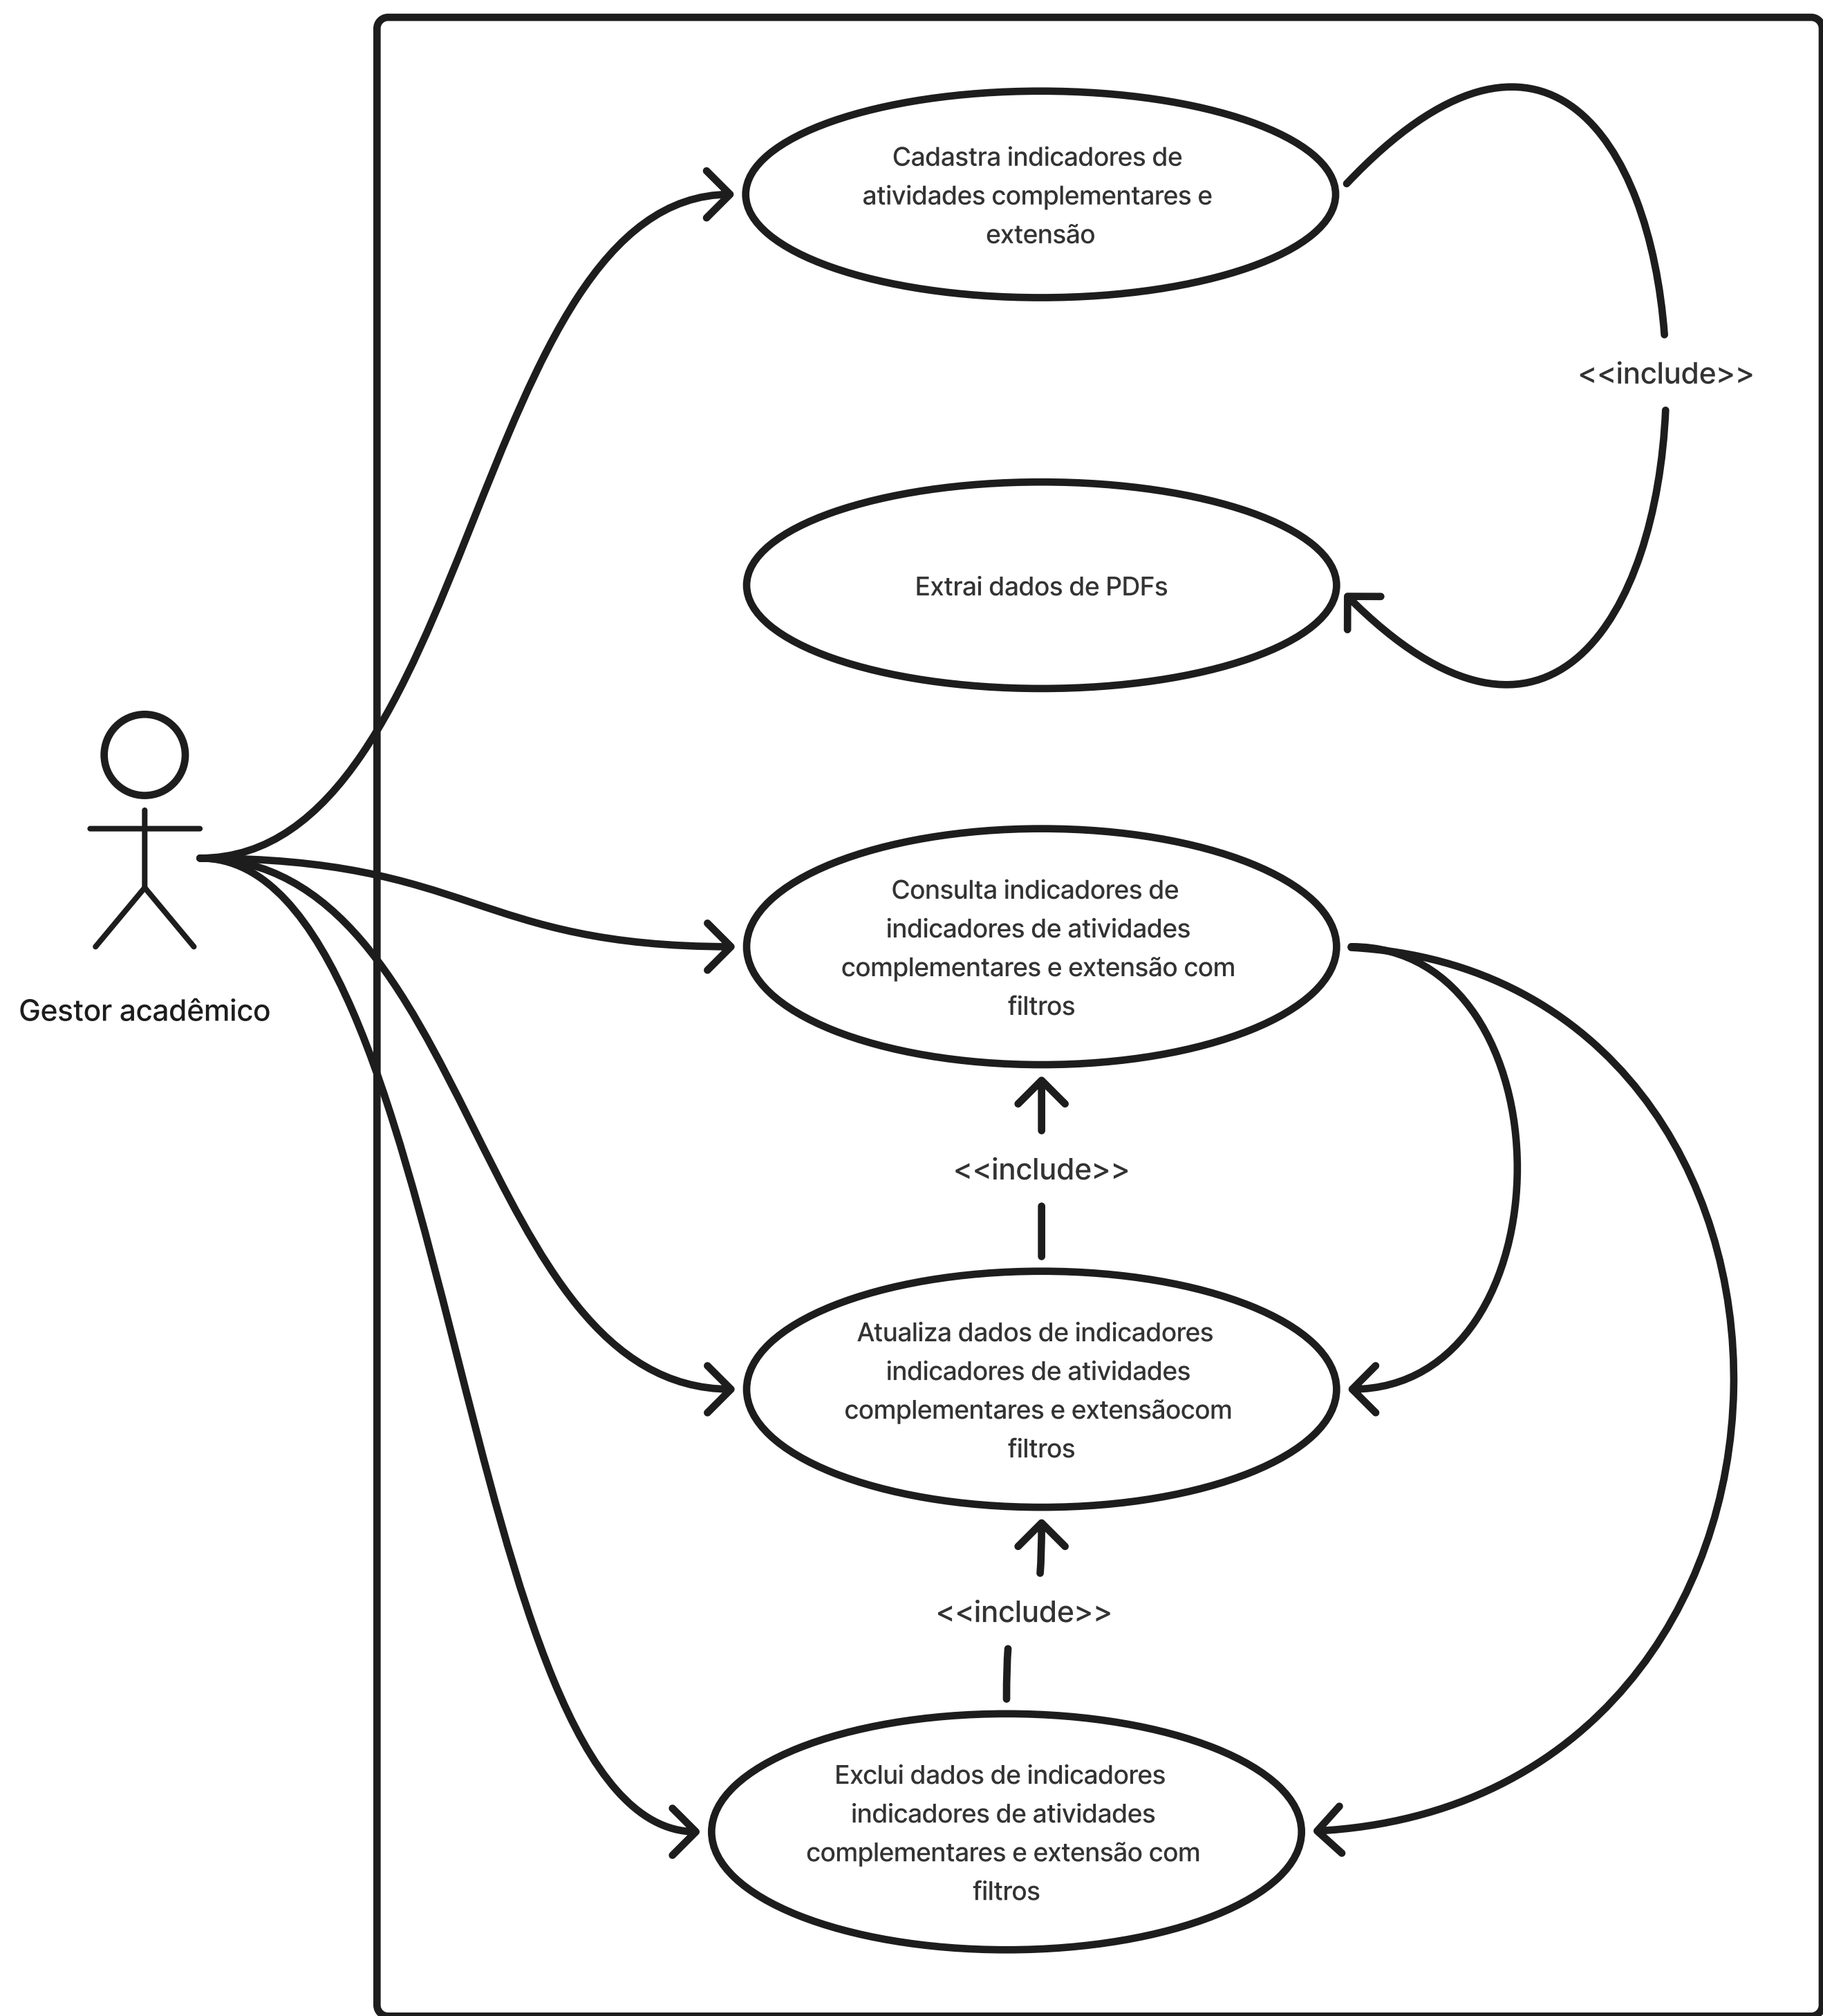 Cadastra indicadores de
atividades complementares e
extensão
<<include>>
Extrai dados de PDFs
Gestor acadêmico
Consulta indicadores de
indicadores de atividades
complementares e extensão com
filtros
<<include>>
Atualiza dados de indicadores
indicadores de atividades
complementares e extensãocom
filtros
<<include>>
Exclui dados de indicadores
indicadores de atividades
complementares e extensão com
filtros